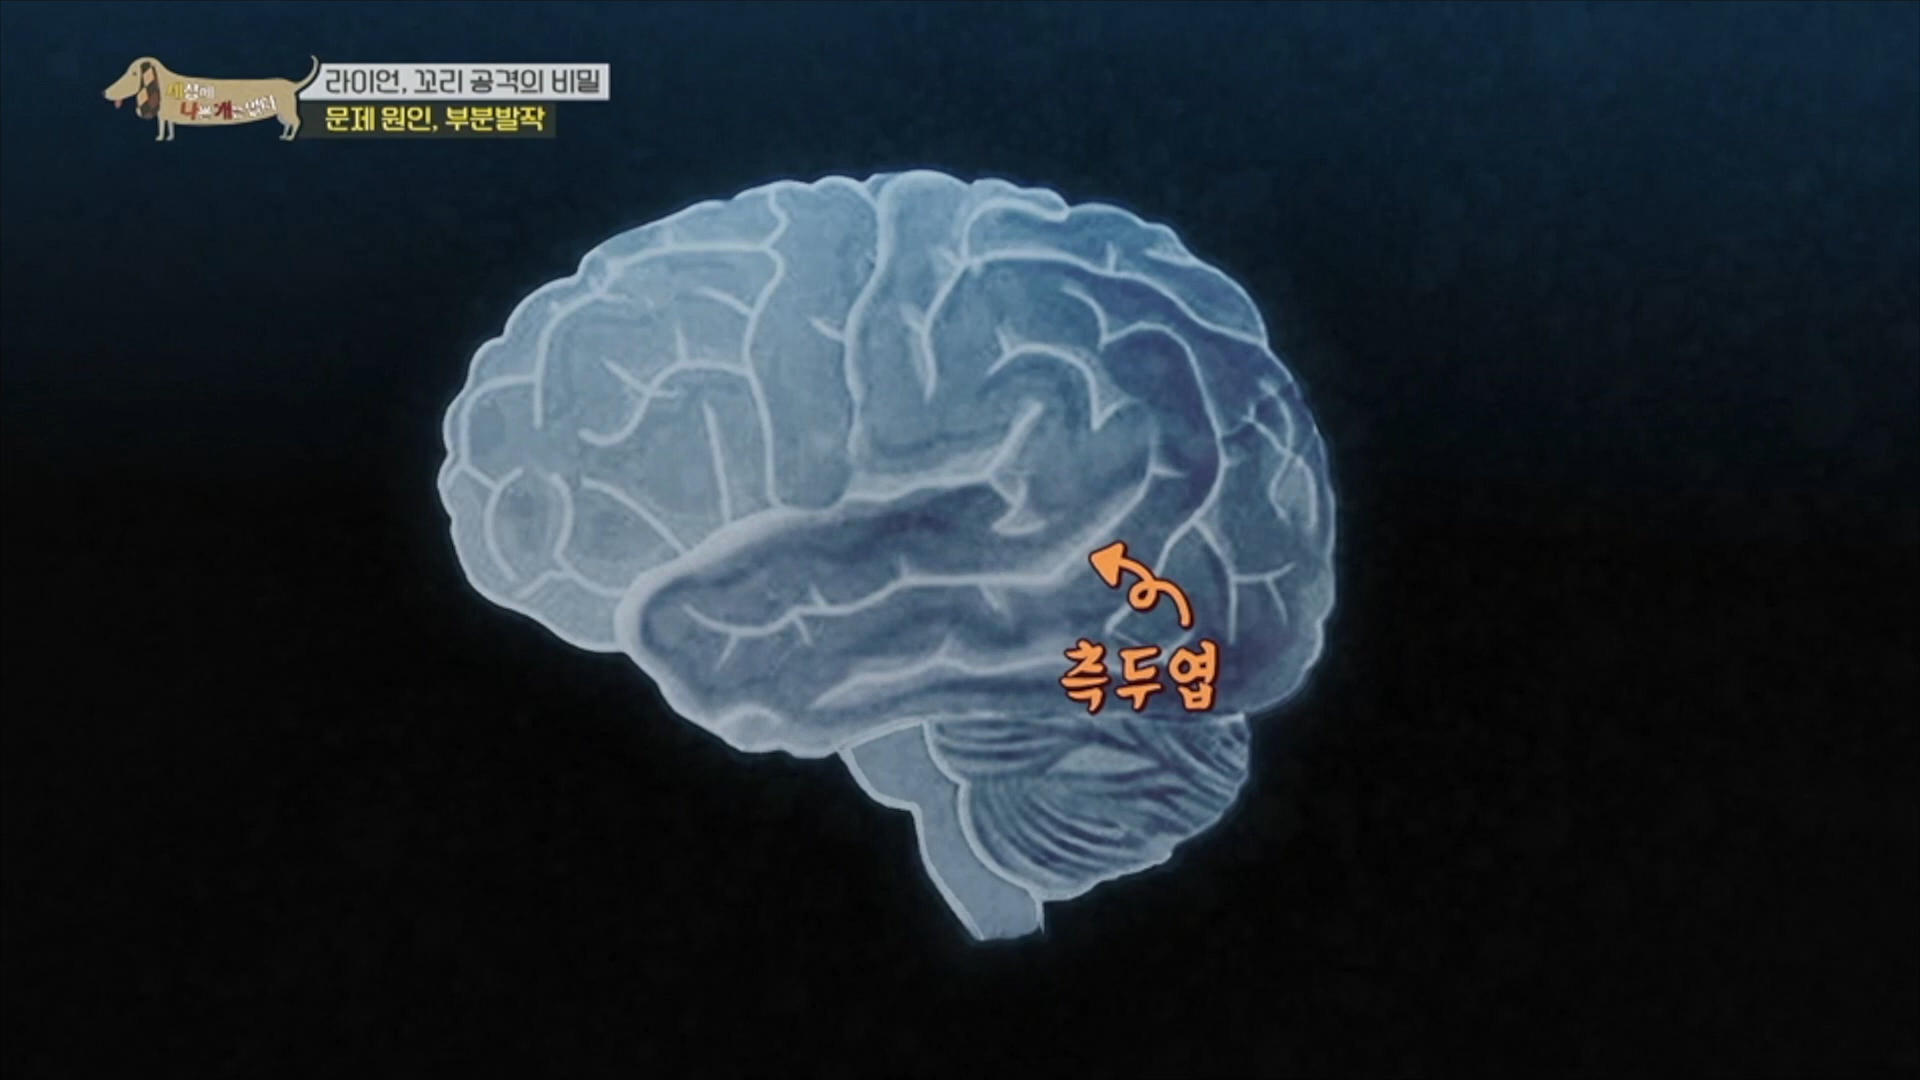 세상에
나쁜 개는 없다
라이언, 꼬리 공격의 비밀
문제 원인, 부분발작
측두엽